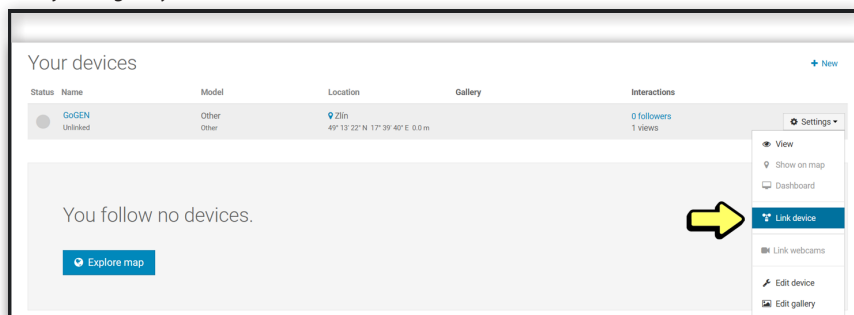 Your devices
+ New
Status Name Model Location Gallery Interactions
GoGEN Other Zlín 0 followers Settings
Unlinked Other 49° 13' 22" N 17° 39' 40" E 0.0 m 1 views
View
Show on map
Dashboard
You follow no devices.
Link device
Link webcams
Explore map
Edit device
Edit gallery